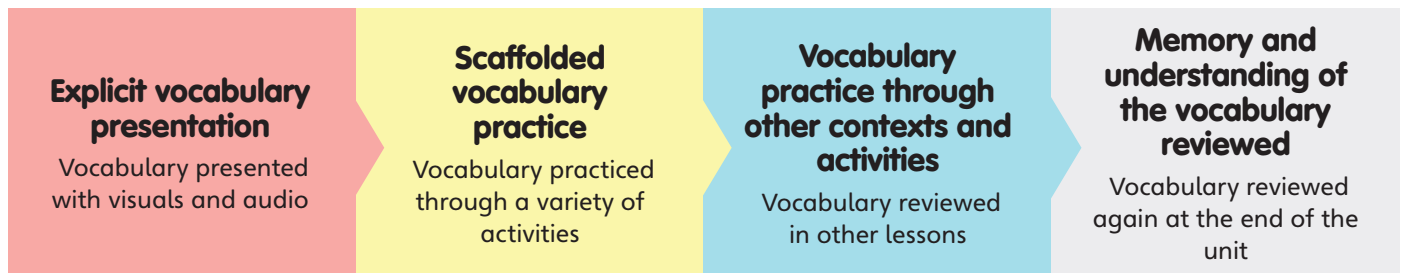 Explicit vocabulary
presentation
Vocabulary presented
with visuals and audio
Scaffolded
vocabulary
practice
Vocabulary practiced
through a variety of
activities
Vocabulary
practice through
other contexts and
activities
Vocabulary reviewed
in other lessons
Memory and
understanding of
the vocabulary
reviewed
Vocabulary reviewed
again at the end of the
unit